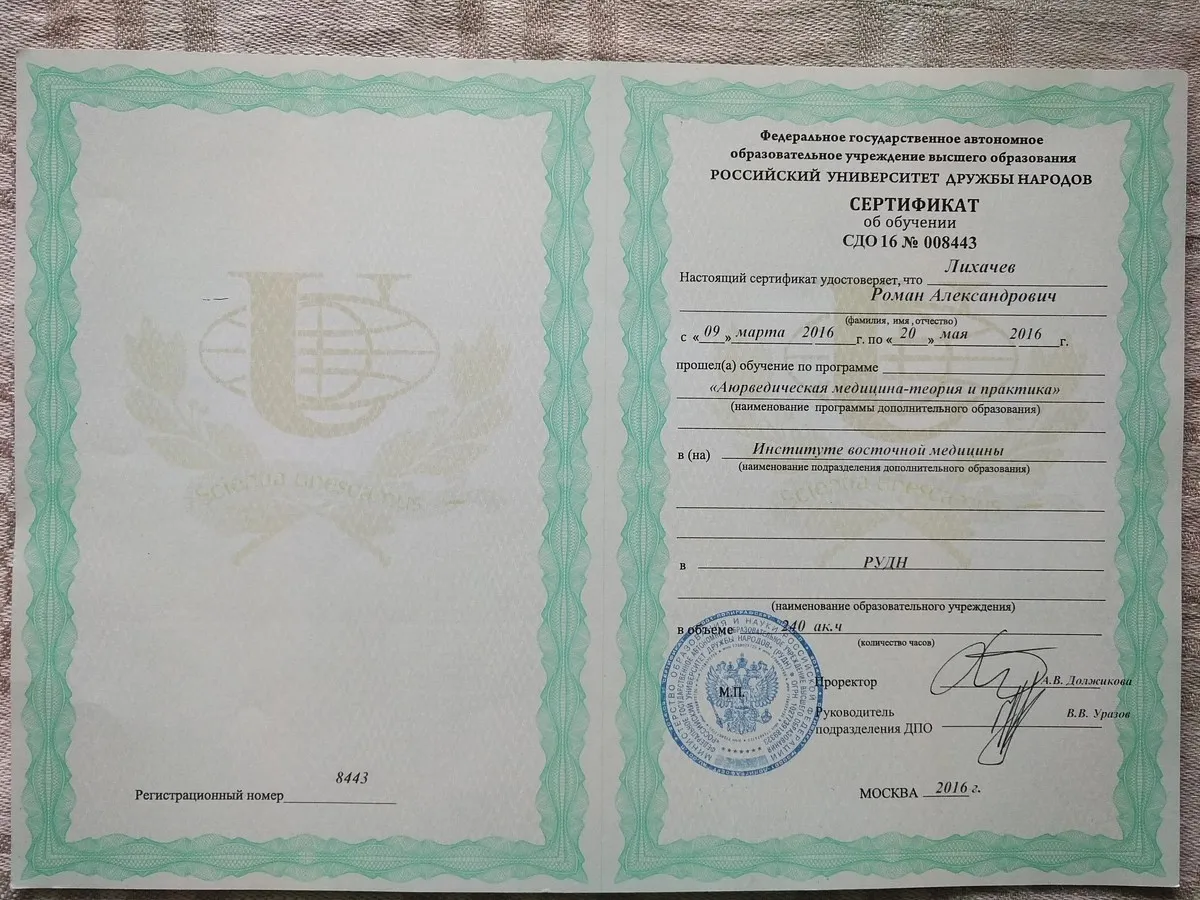 8443
Регистрационный номер
Федеральное государственное автономное
образовательное учреждение высшего образования
РОССИЙСКИЙ УНИВЕРСИТЕТ ДРУЖБЫ НАРОДОВ
СЕРТИФИКАТ
об обучении
СДО 16 № 008443
Лихачев
Настоящий сертификат удостоверяет, что
Роман Александрович
(фамилия, имя, отчество)
с «09» марта 2016 г. по «20» мая 2016 г.
прошел(а) обучение по программе
«Аюрведическая медицина-теория и практика»
(наименование программы дополнительного образования)
в (на) Институте восточной медицины
(наименование подразделения дополнительного образования)
в РУДН
(наименование образовательного учреждения)
в объеме 240 ак.ч
(количество часов)
М.П.
Проректор А.В. Должикова
Руководитель В.В. Уразов
подразделения ДПО
МОСКВА 2016 г.